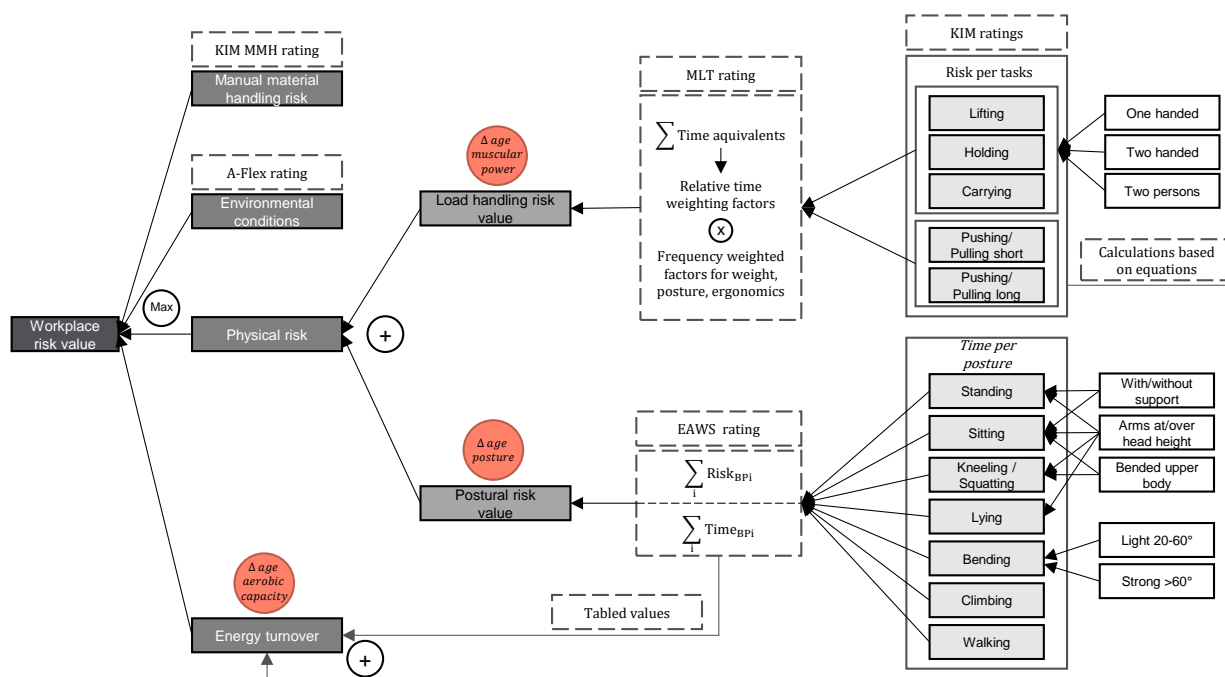 KIM MMH rating
Manual material
handling risk
A-Flex rating
Environmental
conditions
Max
Workplace
risk value
Physical risk
+
Δ age
aerobic
capacity
Energy turnover
+
Δ age
muscular
power
Load handling risk
value
Δ age
posture
Postural risk
value
MLT rating
∑ Time aquivalents
Relative time
weighting factors
x
Frequency weighted
factors for weight,
posture, ergonomics
EAWS rating
∑ Risk BPi
i
∑ Time BPi
i
Tabled values
KIM ratings
Risk per tasks
Lifting
Holding
Carrying
Pushing/
Pulling short
Pushing/
Pulling long
One handed
Two handed
Two persons
Calculations based
on equations
Time per
posture
Standing
Sitting
Kneeling /
Squatting
Lying
Bending
Climbing
Walking
With/without
support
Arms at/over
head height
Bended upper
body
Light 20-60°
Strong >60°